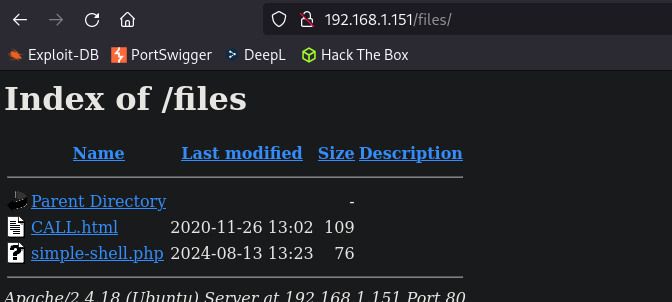 192.168.1.151/files/
Exploit-DB PortSwigger DeepL Hack The Box
Index of /files
Name Last modified Size Description
Parent Directory -
CALL.html 2020-11-26 13:02 109
simple-shell.php 2024-08-13 13:23 76
Apache/2.4.18 (Ubuntu) Server at 192.168.1.151 Port 80